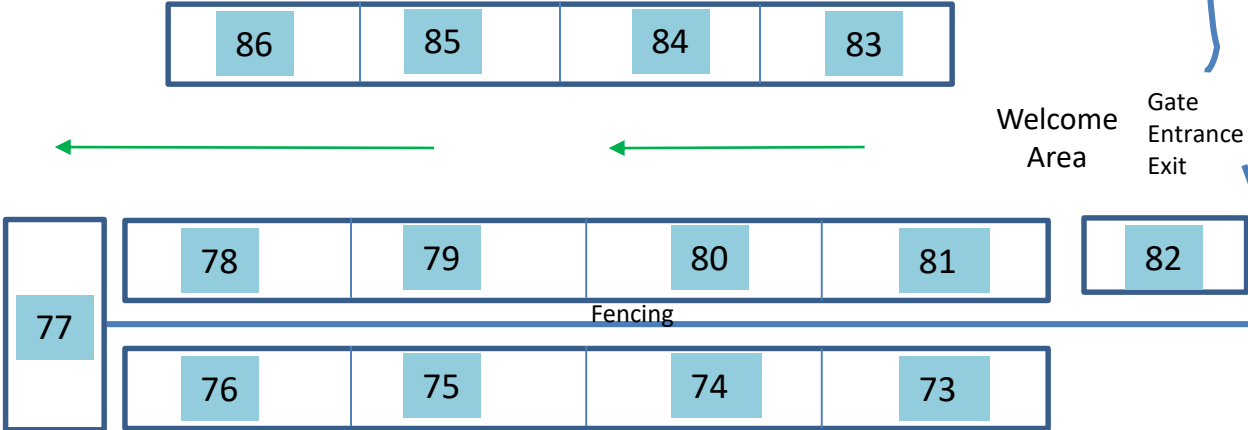 86 85 84 83
Welcome
Area
Gate
Entrance
Exit
78 79 80 81 82
Fencing
77
76 75 74 73